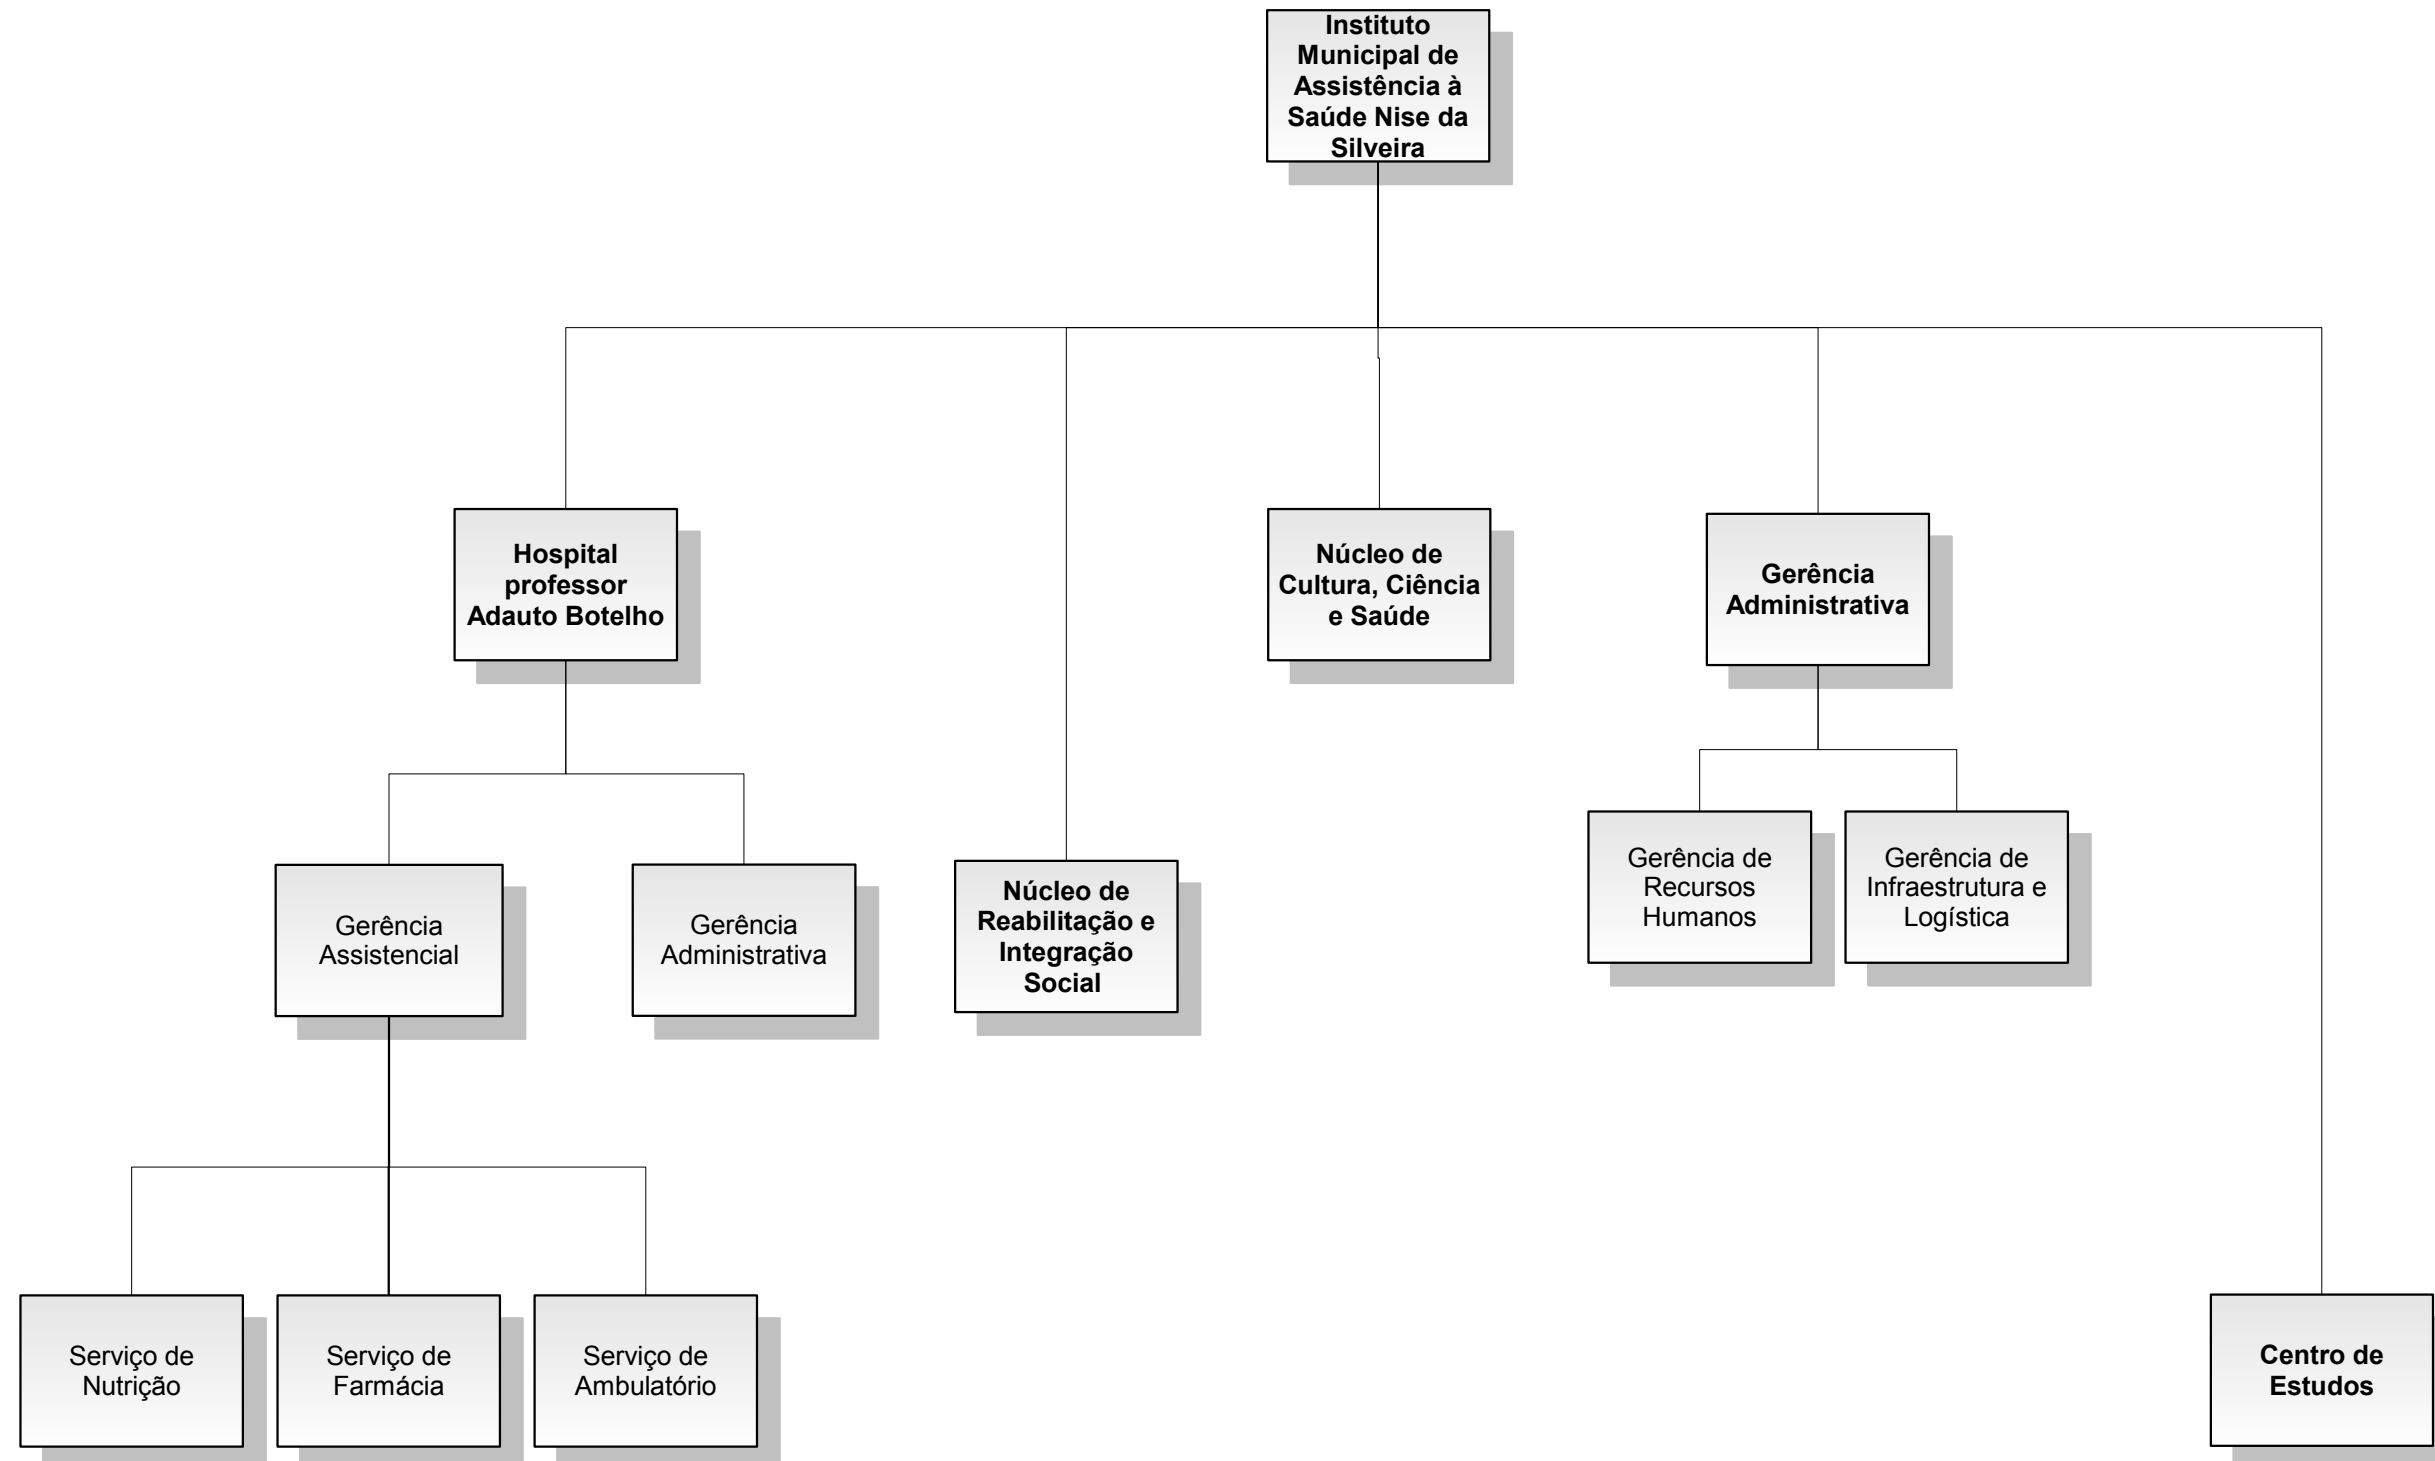 Instituto
Municipal de
Assistência à
Saúde Nise da
Silveira
Hospital
professor
Adauto Botelho
Núcleo de
Cultura, Ciência
e Saúde
Gerência
Administrativa
Gerência
Assistencial
Gerência
Administrativa
Núcleo de
Reabilitação e
Integração
Social
Gerência de
Recursos
Humanos
Gerência de
Infraestrutura e
Logística
Serviço de
Nutrição
Serviço de
Farmácia
Serviço de
Ambulatório
Centro de
Estudos